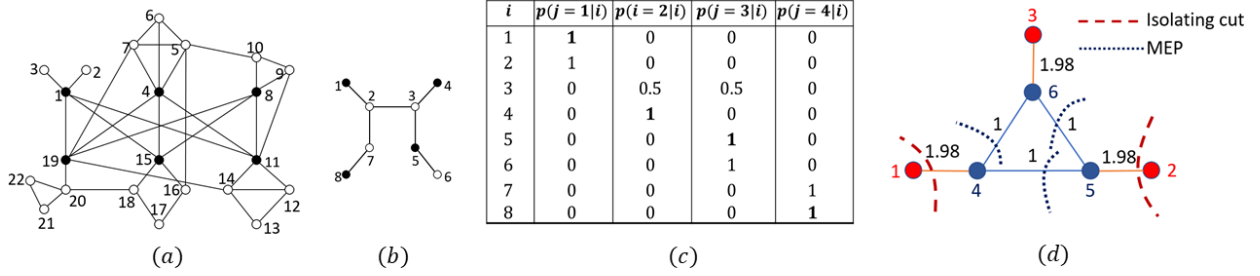 6
7
5
10
9
3
2
1
4
8
19
15
11
22
20
21
18
16
14
12
17
13
(a)
1
4
2
3
7
5
8
6
(b)
i p(j = 1|i) p(i = 2|i) p(j = 3|i) p(j = 4|i)
1 1 0 0 0
2 1 0 0 0
3 0 0.5 0.5 0
4 0 1 0 0
5 0 0 1 0
6 0 0 1 0
7 0 0 0 1
8 0 0 0 1
(c)
3
Isolating cut
MEP
1.98
6
1
1
1.98
1
1.98
1
4
5
2
(d)